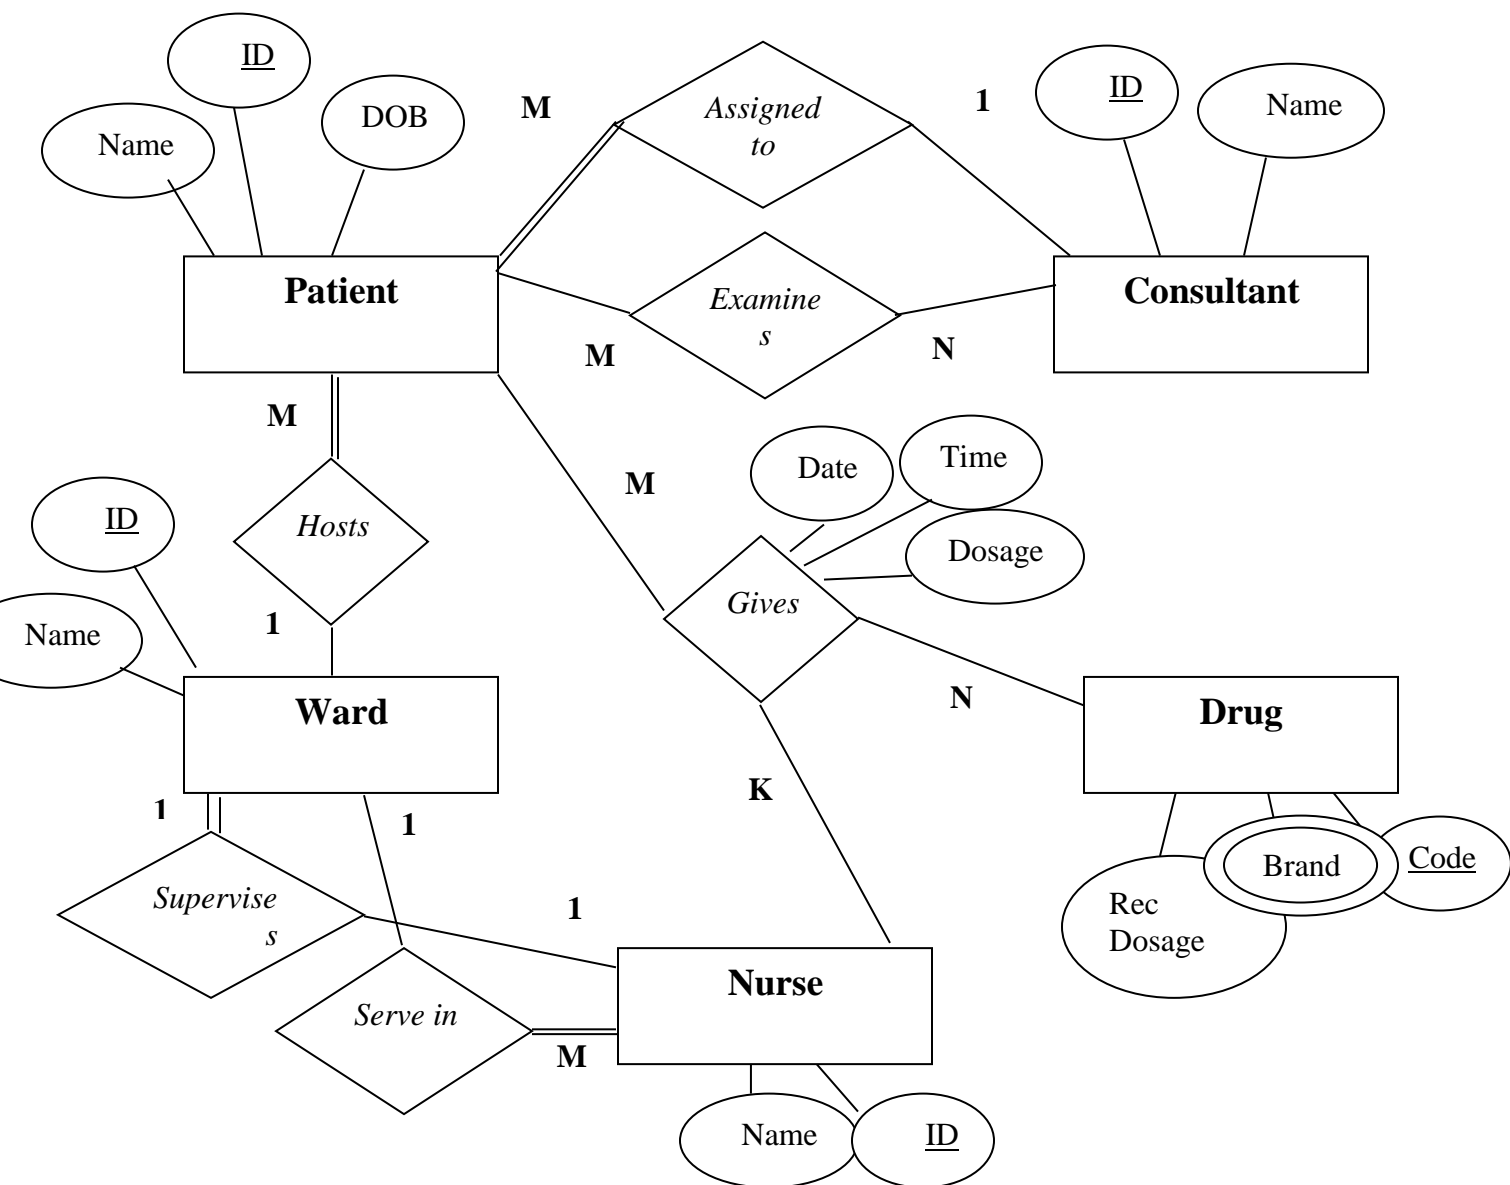 ID
Name
DOB
M
Assigned
to
1
ID
Name
Patient
Examine
s
Consultant
M
N
M
Hosts
1
M
Date
Time
Dosage
Gives
ID
Name
Ward
N
Drug
K
1
1
Supervise
s
1
Serve in
M
Nurse
Rec
Dosage
Brand
Code
Name
ID